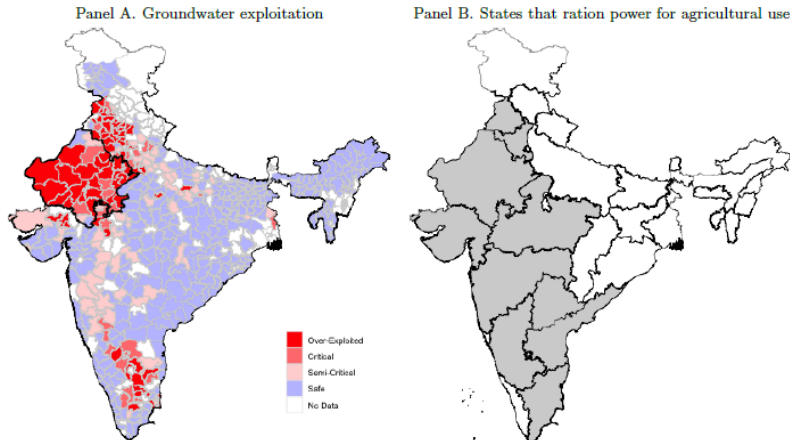 Panel A. Groundwater exploitation
Panel B. States that ration power for agricultural use
Over-Exploited
Critical
Semi-Critical
Safe
No Data